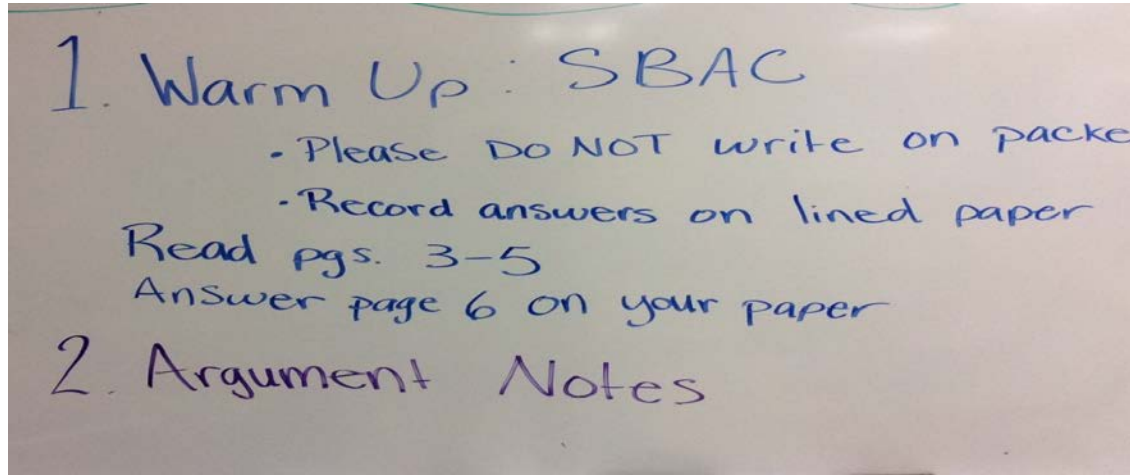 1. Warm Up : SBAC
· Please DO NOT write on packe
· Record answers on lined paper
Read pgs. 3-5
Answer page 6 on your paper
2. Argument Notes